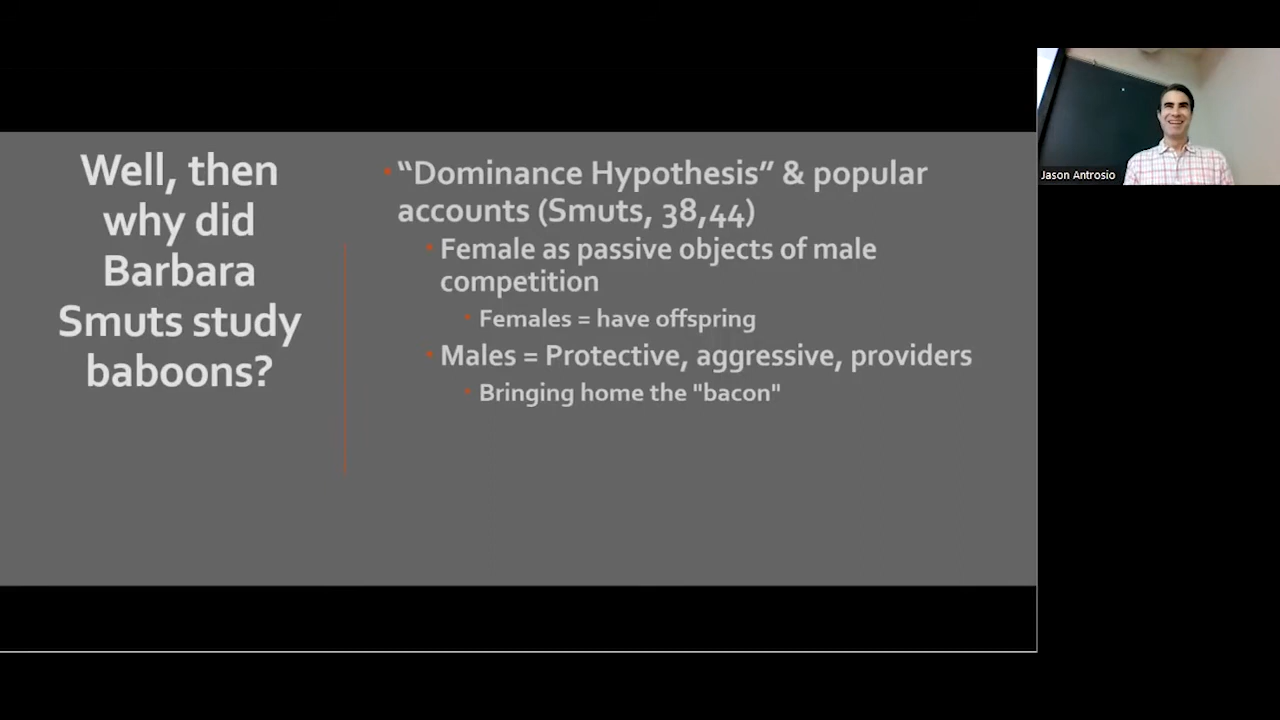 Well, then
why did
Barbara
Smuts study
baboons?
“Dominance Hypothesis” & popular
accounts (Smuts, 38,44)
Female as passive objects of male
competition
Females = have offspring
Males = Protective, aggressive, providers
Bringing home the "bacon"
Jason Antrosio